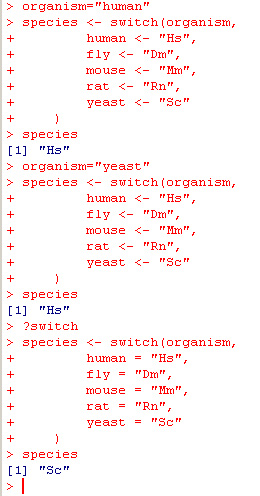 > organism="human"
> species <- switch(organism,
+         human <- "Hs",
+         fly <- "Dm",
+         mouse <- "Mm",
+         rat <- "Rn",
+         yeast <- "Sc"
+     )
> species
[1] "Hs"
> organism="yeast"
> species <- switch(organism,
+         human <- "Hs",
+         fly <- "Dm",
+         mouse <- "Mm",
+         rat <- "Rn",
+         yeast <- "Sc"
+     )
> species
[1] "Hs"
> ?switch
> species <- switch(organism,
+         human = "Hs",
+         fly = "Dm",
+         mouse = "Mm",
+         rat = "Rn",
+         yeast = "Sc"
+     )
> species
[1] "Sc"
>